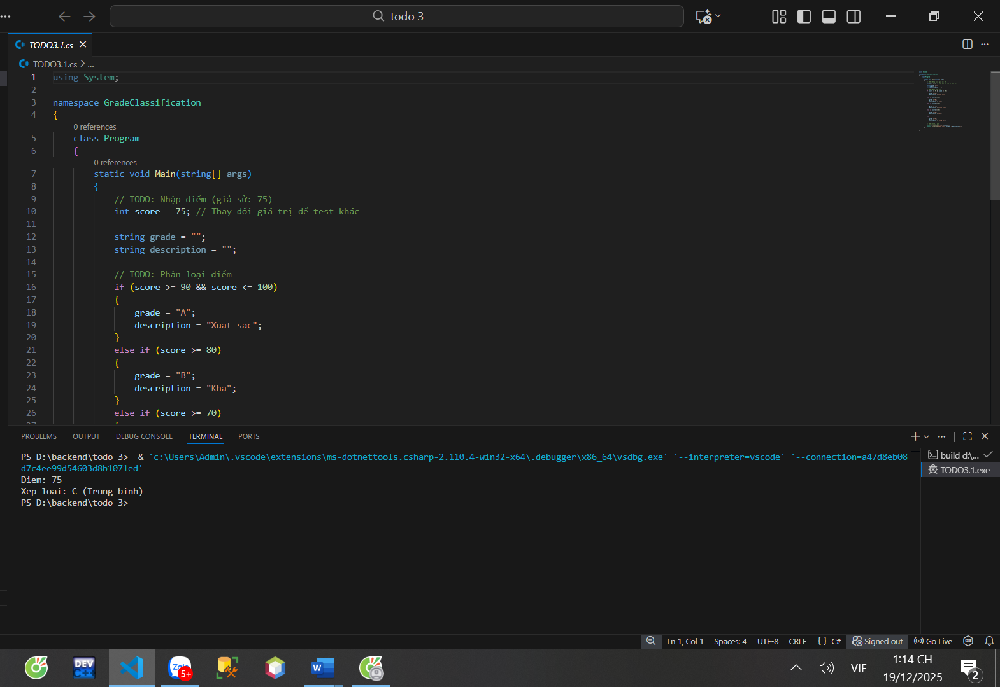 todo 3
TODO3.1.cs
TODO3.1.cs > ...
1 using System;
2
3 namespace GradeClassification
4 {
0 references
5 class Program
6 {
0 references
7 static void Main(string[] args)
8 {
9 // TODO: Nhập điểm (giả sử: 75)
10 int score = 75; // Thay đổi giá trị để test khác
11
12 string grade = "";
13 string description = "";
14
15 // TODO: Phân loại điểm
16 if (score >= 90 && score <= 100)
17 {
18 grade = "A";
19 description = "Xuat sac";
20 }
21 else if (score >= 80)
22 {
23 grade = "B";
24 description = "Kha";
25 }
26 else if (score >= 70)
27 {
PROBLEMS OUTPUT DEBUG CONSOLE TERMINAL PORTS
PS D:\backend\todo 3>  & 'c:\Users\Admin\.vscode\extensions\ms-dotnettools.csharp-2.110.4-win32-x64\.debugger\x86_64\vsdbg.exe' '--interpreter=vscode' '--connection=a47d8eb08
d7c4ee99d54603d8b1071ed'
Diem: 75
Xep loai: C (Trung binh)
PS D:\backend\todo 3>
build d:\...
TODO3.1.exe
Ln 1, Col 1 Spaces: 4 UTF-8 CRLF { } C# Signed out Go Live
DEV C++
Zalo 5+
W
VIE
1:14 CH
19/12/2025
2